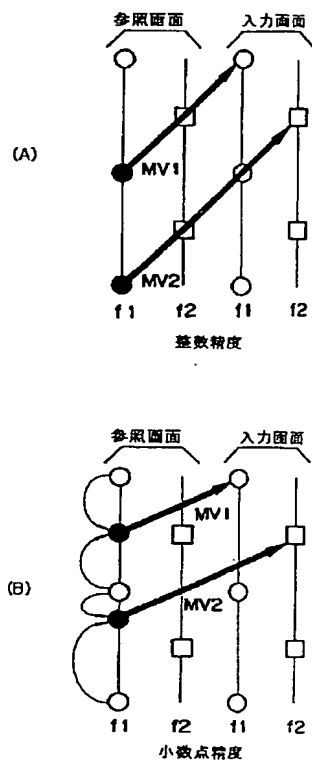 参照画面 入力画面
(A)
MV1
MV2
f1 f2 f1 f2
整数精度
参照画面 入力画面
(B)
MV1
MV2
f1 f2 f1 f2
小数点精度